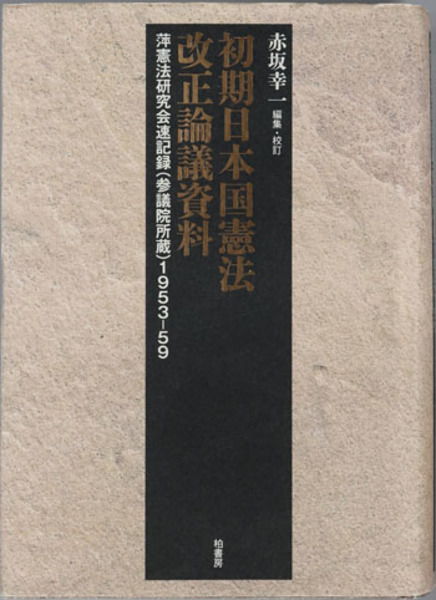 赤坂幸一 編集・校訂
初期日本国憲法
改正論議資料
萍憲法研究会速記録(参議院所蔵)1953-59
柏書房